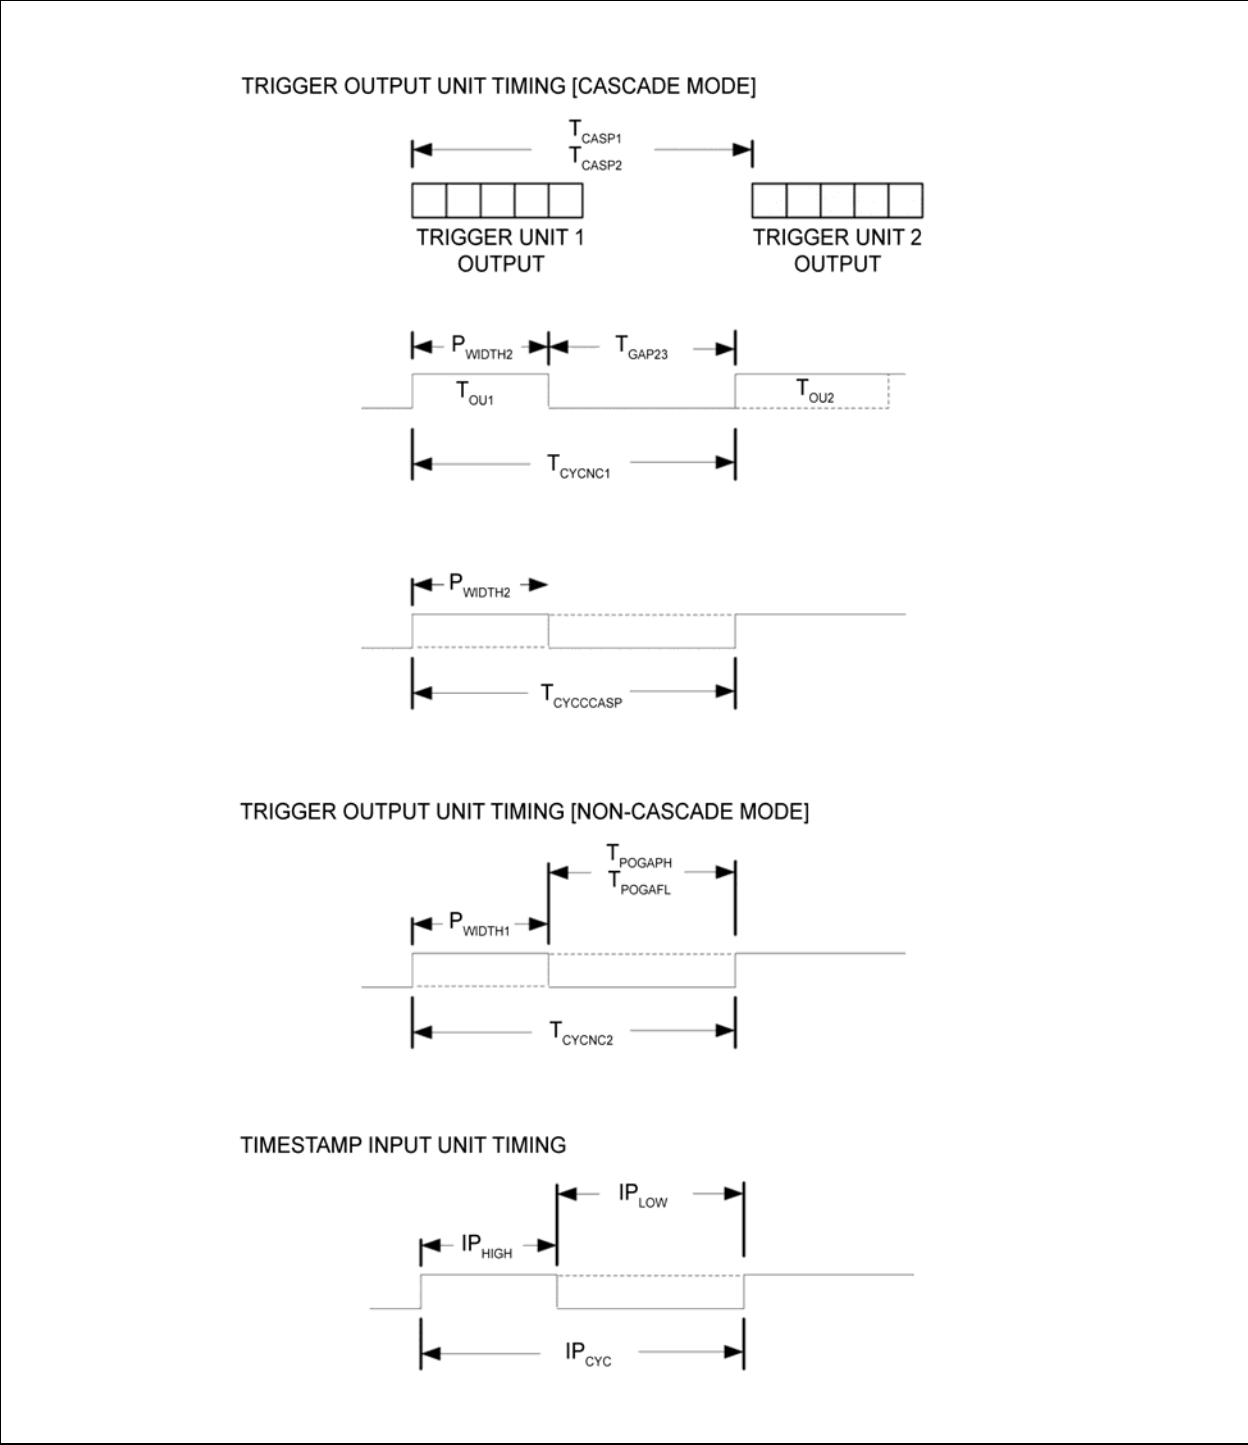 TRIGGER OUTPUT UNIT TIMING [CASCADE MODE]
TCASP1
TCASP2
TRIGGER UNIT 1
OUTPUT
TRIGGER UNIT 2
OUTPUT
PWIDTH2
TGAP23
TOU1
TOU2
TCYCNC1
PWIDTH2
TCYCCCASP
TRIGGER OUTPUT UNIT TIMING [NON-CASCADE MODE]
TPOGAPH
TPOGAFL
PWIDTH1
TCYCNC2
TIMESTAMP INPUT UNIT TIMING
IPLOW
IPHIGH
IPCYC